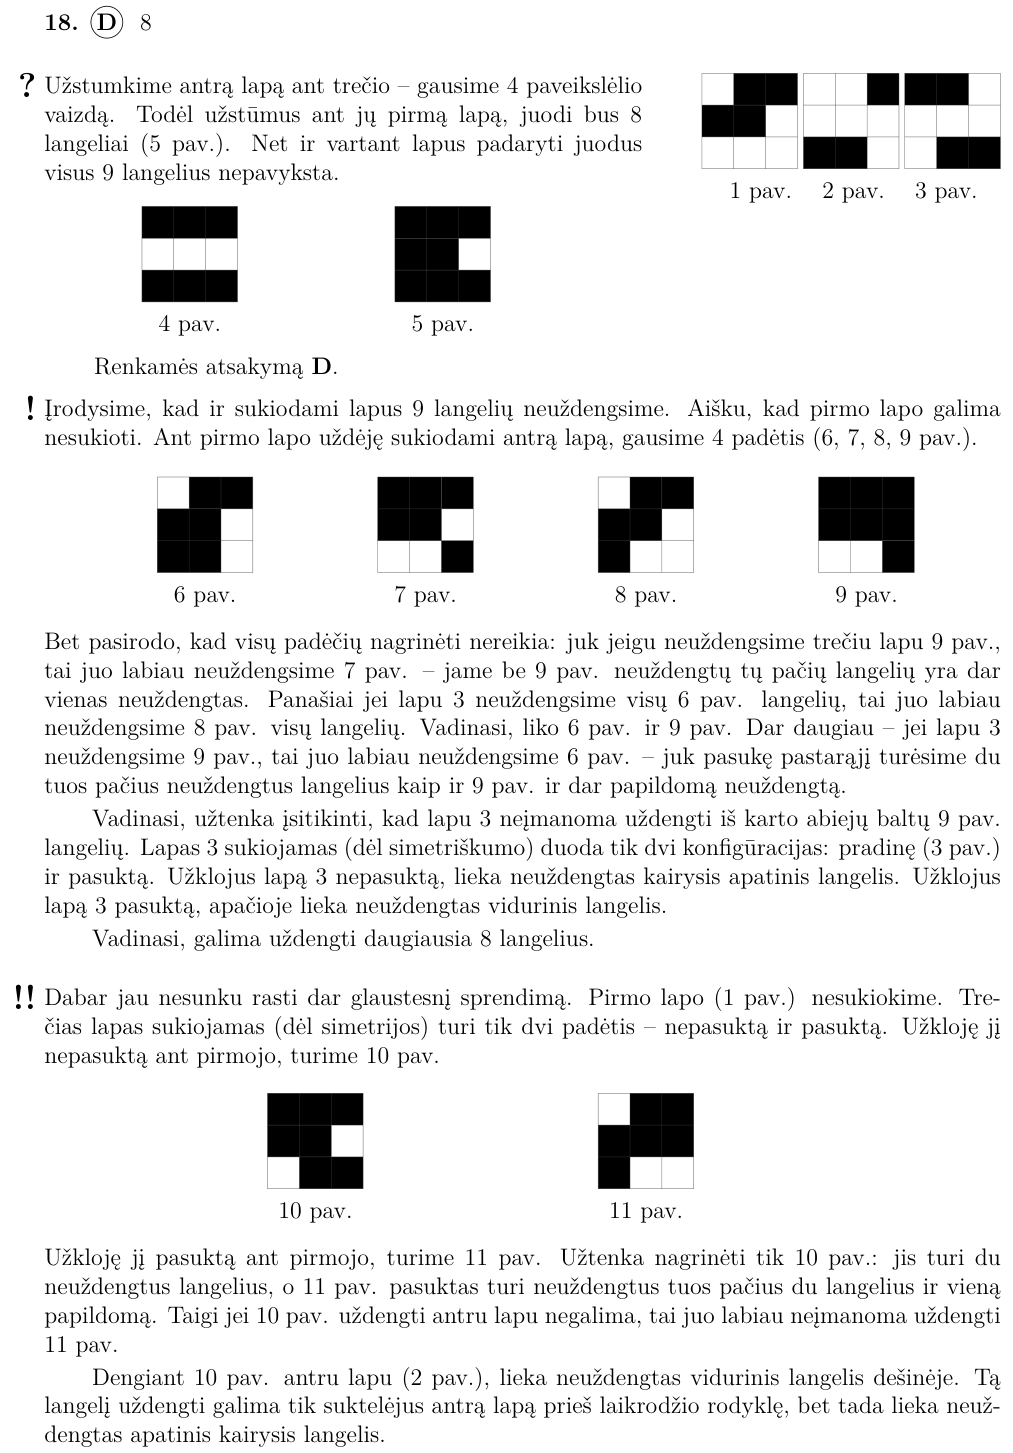 18. D 8
? Užstumkime antrą lapą ant trečio – gausime 4 paveikslėlio
vaizdą. Todėl užstūmus ant jų pirmą lapą, juodi bus 8
langeliai (5 pav.). Net ir vartant lapus padaryti juodus
visus 9 langelius nepavyksta.
1 pav. 2 pav. 3 pav.
4 pav. 5 pav.
Renkamės atsakymą D.
! Įrodysime, kad ir sukiodami lapus 9 langelių neuždengsime. Aišku, kad pirmo lapo galima
nesukioti. Ant pirmo lapo uždėję sukiodami antrą lapą, gausime 4 padėtis (6, 7, 8, 9 pav.).
6 pav. 7 pav. 8 pav. 9 pav.
Bet pasirodo, kad visų padėčių nagrinėti nereikia: juk jeigu neuždengsime trečiu lapu 9 pav.,
tai juo labiau neuždengsime 7 pav. – jame be 9 pav. neuždengtų tų pačių langelių yra dar
vienas neuždengtas. Panašiai jei lapu 3 neuždengsime visų 6 pav. langelių, tai juo labiau
neuždengsime 8 pav. visų langelių. Vadinasi, liko 6 pav. ir 9 pav. Dar daugiau – jei lapu 3
neuždengsime 9 pav., tai juo labiau neuždengsime 6 pav. – juk pasukę pastarąjį turėsime du
tuos pačius neuždengtus langelius kaip ir 9 pav. ir dar papildomą neuždengtą.
Vadinasi, užtenka įsitikinti, kad lapu 3 neįmanoma uždengti iš karto abiejų baltų 9 pav.
langelių. Lapas 3 sukiojamas (dėl simetriškumo) duoda tik dvi konfigūracijas: pradinę (3 pav.)
ir pasuktą. Užklojus lapą 3 nepasuktą, lieka neuždengtas kairysis apatinis langelis. Užklojus
lapą 3 pasuktą, apačioje lieka neuždengtas vidurinis langelis.
Vadinasi, galima uždengti daugiausia 8 langelius.
!! Dabar jau nesunku rasti dar glaustesnį sprendimą. Pirmo lapo (1 pav.) nesukiokime. Tre-
čias lapas sukiojamas (dėl simetrijos) turi tik dvi padėtis – nepasuktą ir pasuktą. Užkloję jį
nepasuktą ant pirmojo, turime 10 pav.
10 pav. 11 pav.
Užkloję jį pasuktą ant pirmojo, turime 11 pav. Užtenka nagrinėti tik 10 pav.: jis turi du
neuždengtus langelius, o 11 pav. pasuktas turi neuždengtus tuos pačius du langelius ir vieną
papildomą. Taigi jei 10 pav. uždengti antru lapu negalima, tai juo labiau neįmanoma uždengti
11 pav.
Dengiant 10 pav. antru lapu (2 pav.), lieka neuždengtas vidurinis langelis dešinėje. Tą
langelį uždengti galima tik suktelėjus antrą lapą prieš laikrodžio rodyklę, bet tada lieka neuž-
dengtas apatinis kairysis langelis.